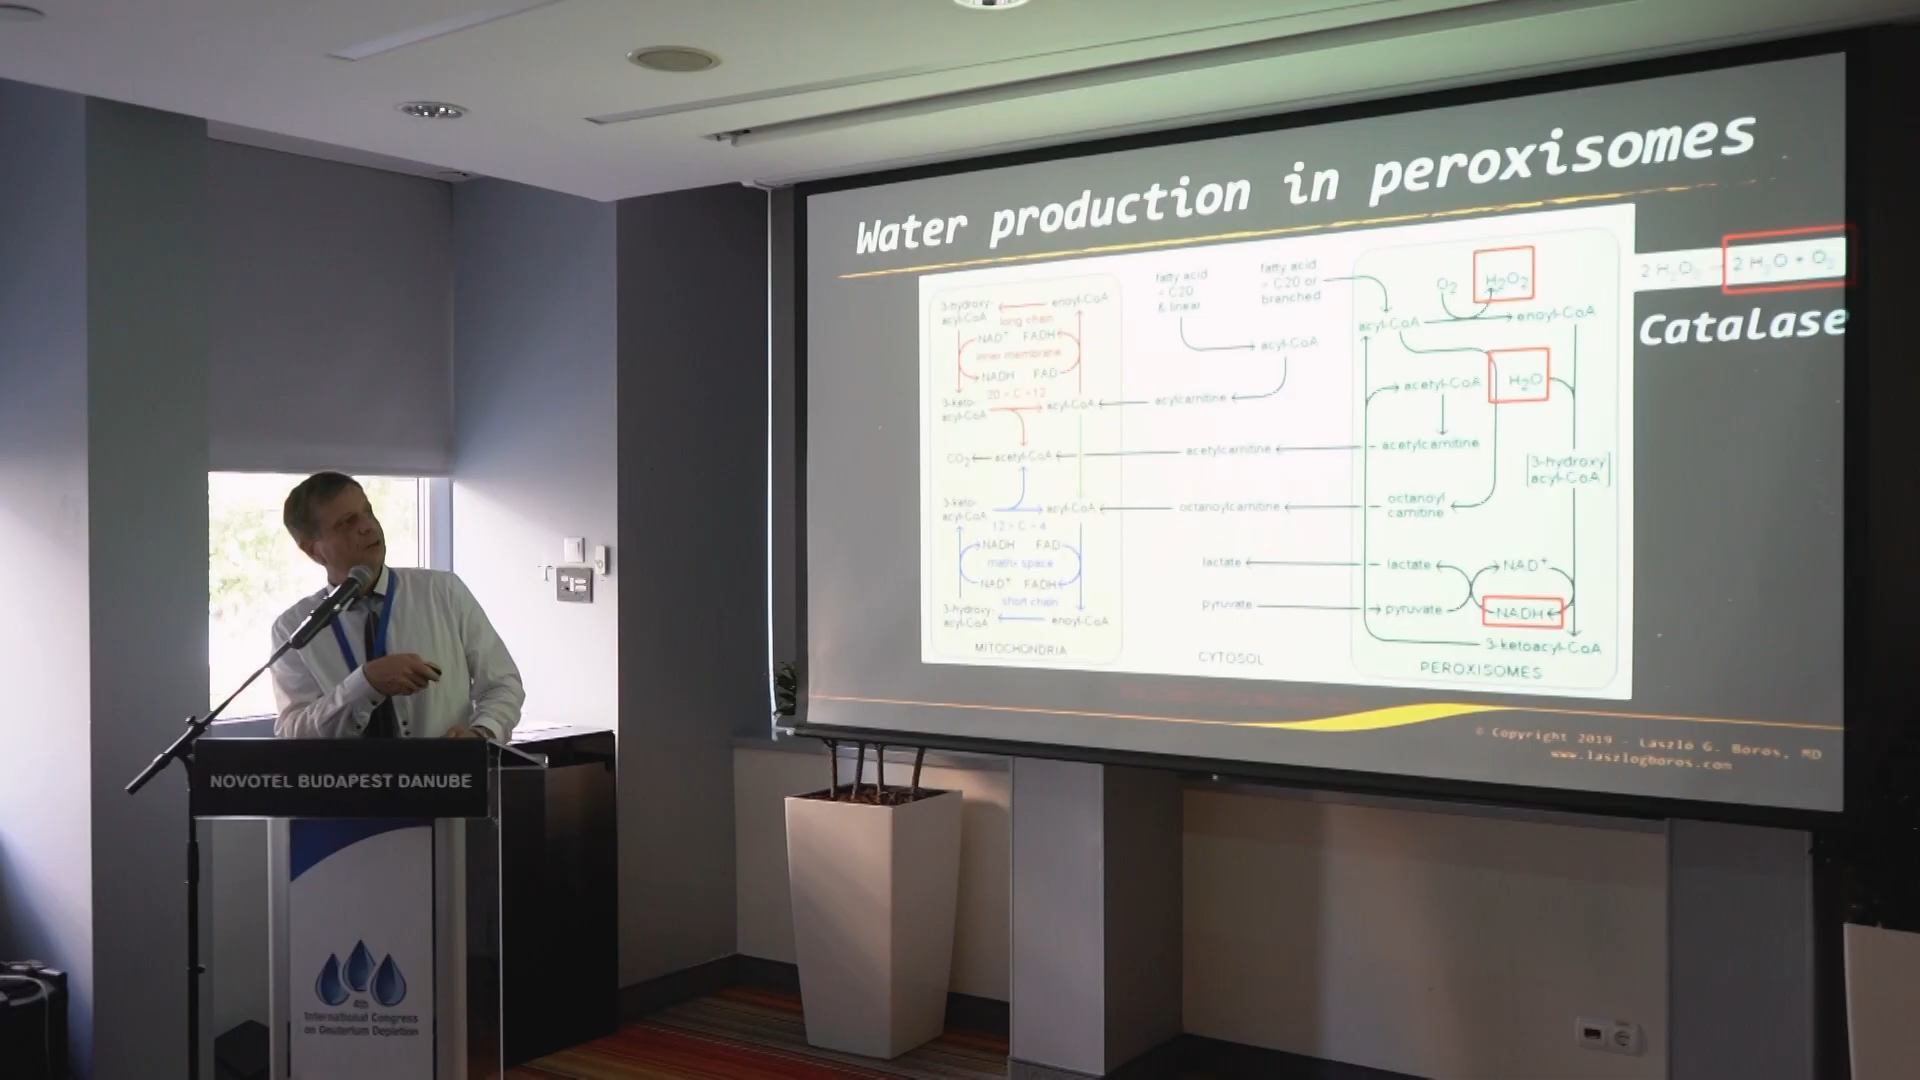 Water production in peroxisomes
3-hydroxy-
acyl-CoA
enoyl-CoA
long chain
NAD+ FADH
inner membrane
NADH FAD
20 - C -12
3-keto-
acyl-CoA
acyl-CoA
CO2
acetyl-CoA
3-keto-
acyl-CoA
acyl-CoA
12 - C - 4
NADH FAD
matrix space
NAD+ FADH
short chain
3-hydroxy-
acyl-CoA
enoyl-CoA
MITOCHONDRIA
fatty acid
- C20
& linear
fatty acid
- C20 or
branched
acyl-CoA
acylcarnitine
acetylcarnitine
octanoylcarnitine
lactate
pyruvate
CYTOSOL
O2
H2O2
acyl-CoA
enoyl-CoA
acetyl-CoA
H2O
acetylcarnitine
[3-hydroxy
acyl-CoA]
octanoyl
carnitine
lactate
NAD+
pyruvate
NADH
3-ketoacyl-CoA
PEROXISOMES
2 H2O2
2 H2O + O2
Catalase
© Copyright 2019 - László G. Boros, MD
www.laszlogboros.com
NOVOTEL BUDAPEST DANUBE
4th
International Congress
on Deuterium Depletion